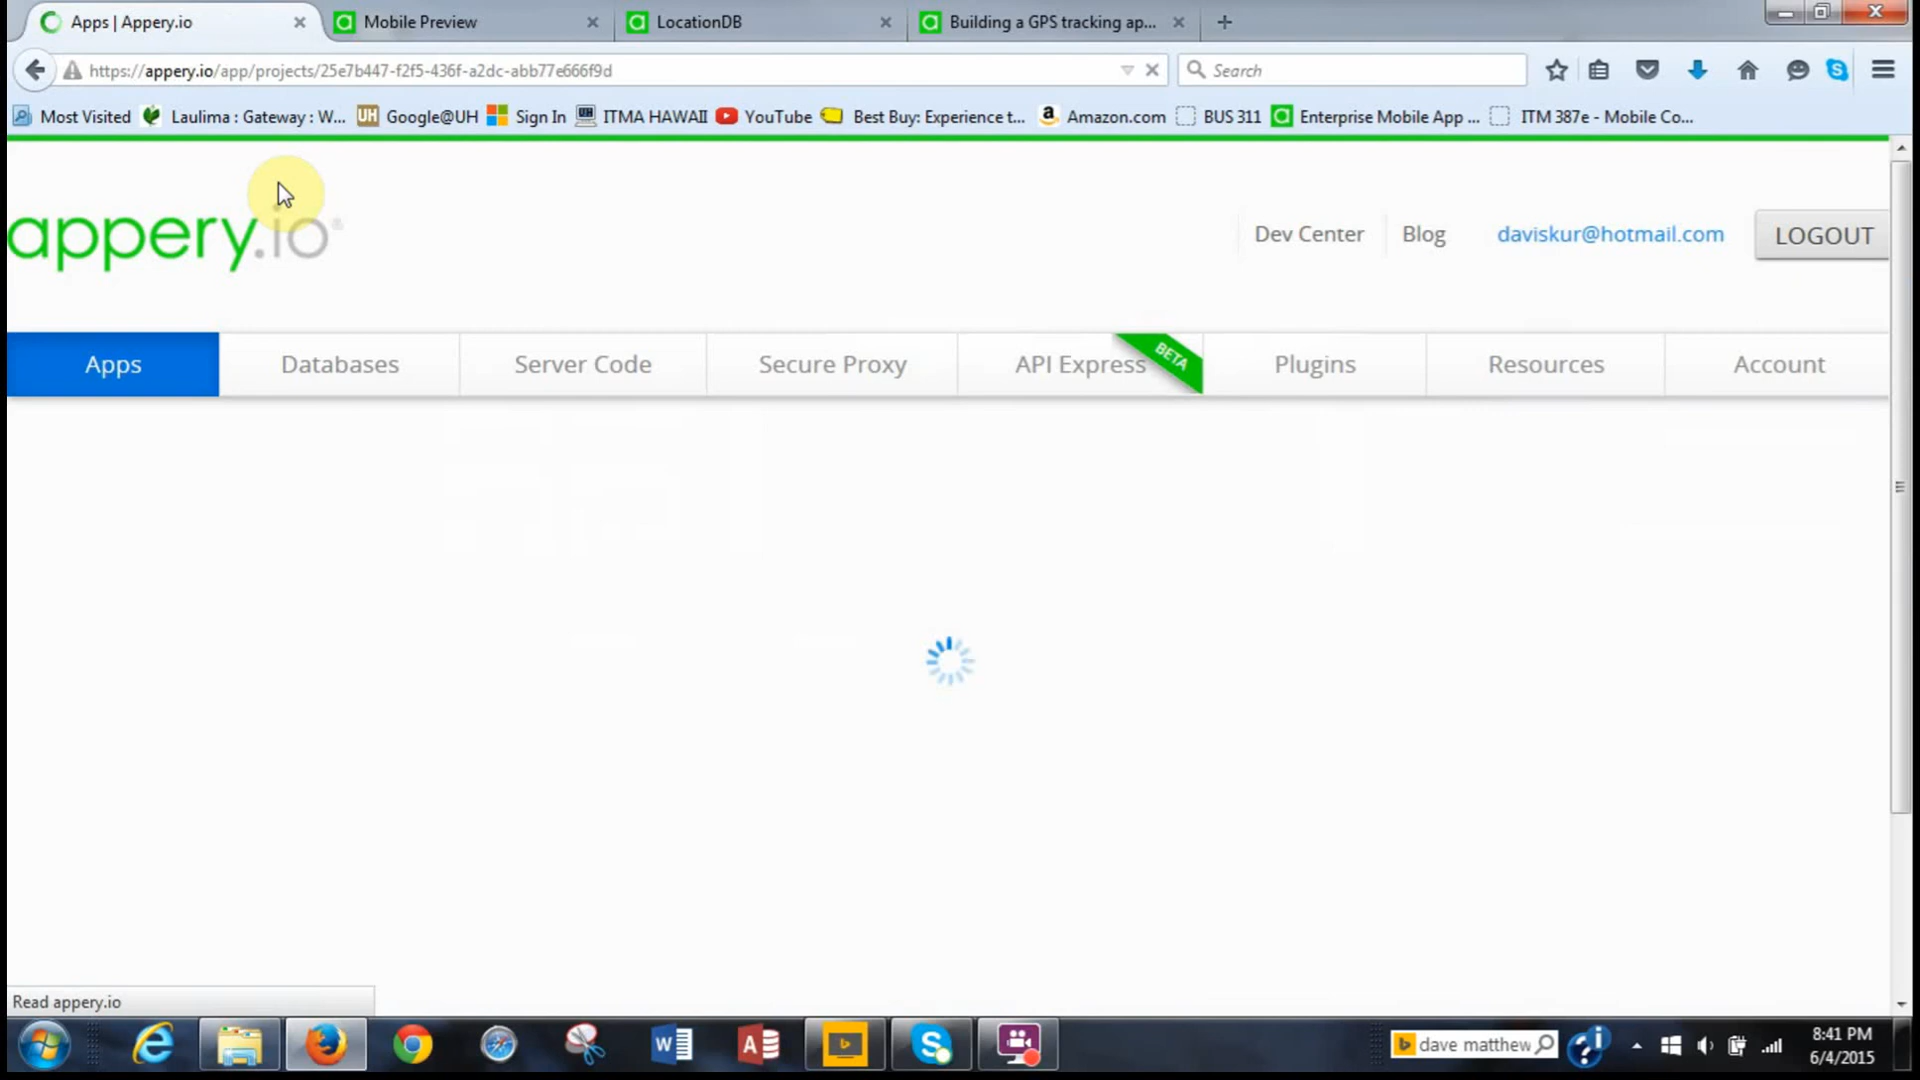 Apps | Appery.io
Mobile Preview
LocationDB
Building a GPS tracking ap...
https://appery.io/app/projects/25e7b447-f2f5-436f-a2dc-abb77e666f9d
Search
Most Visited
Laulima : Gateway : W...
UH Google@UH
Sign In
ITMA HAWAII
YouTube
Best Buy: Experience t...
Amazon.com
BUS 311
Enterprise Mobile App ...
ITM 387e - Mobile Co...
appery.io®
Dev Center
Blog
daviskur@hotmail.com
LOGOUT
Apps
Databases
Server Code
Secure Proxy
API Express
BETA
Plugins
Resources
Account
Read appery.io
dave matthew
8:41 PM
6/4/2015